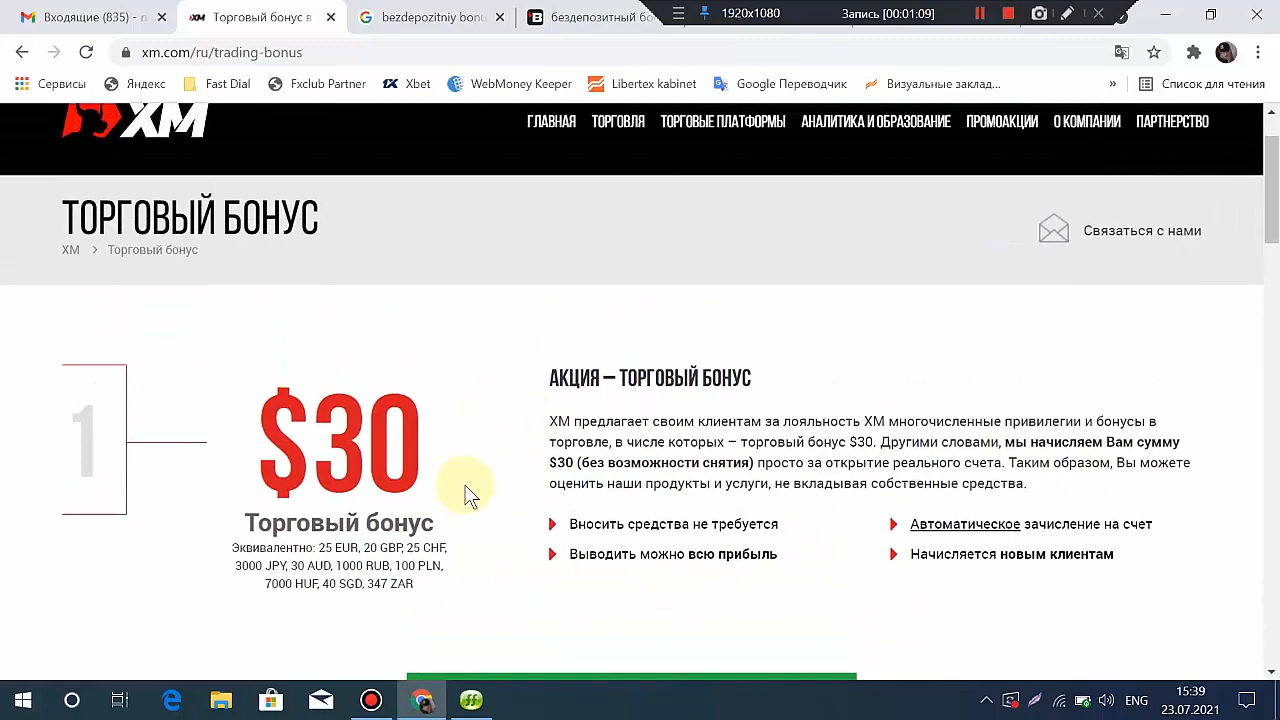 Входящие (835) -
Торговый бонус в
bezdepozitniy bonu
бездепозитный бо
1920x1080
Запись [00:01:09]
xm.com/ru/trading-bonus
Сервисы
Яндекс
Fast Dial
Fxclub Partner
Xbet
WebMoney Keeper
Libertex kabinet
Google Переводчик
Визуальные заклад...
»
Список для чтения
XM
ГЛАВНАЯ
ТОРГОВЛЯ
ТОРГОВЫЕ ПЛАТФОРМЫ
АНАЛИТИКА И ОБРАЗОВАНИЕ
ПРОМОАКЦИИ
О КОМПАНИИ
ПАРТНЕРСТВО
ТОРГОВЫЙ БОНУС
XM > Торговый бонус
Связаться с нами
1
$30
Торговый бонус
Эквивалентно: 25 EUR, 20 GBP, 25 CHF,
3000 JPY, 30 AUD, 1000 RUB, 100 PLN,
7000 HUF, 40 SGD, 347 ZAR
АКЦИЯ – ТОРГОВЫЙ БОНУС
XM предлагает своим клиентам за лояльность XM многочисленные привилегии и бонусы в
торговле, в числе которых – торговый бонус $30. Другими словами, мы начисляем Вам сумму
$30 (без возможности снятия) просто за открытие реального счета. Таким образом, Вы можете
оценить наши продукты и услуги, не вкладывая собственные средства.
Вносить средства не требуется
Автоматическое зачисление на счет
Выводить можно всю прибыль
Начисляется новым клиентам
ENG
15:39
23.07.2021